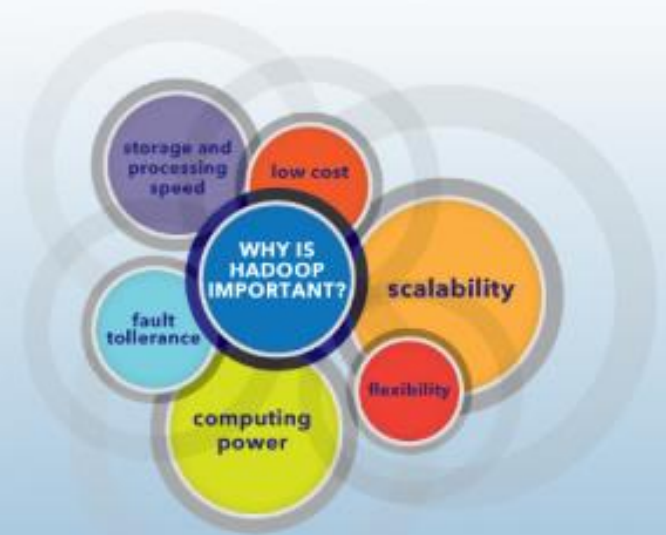 storage and
processing
speed
low cost
WHY IS
HADOOP
IMPORTANT?
scalability
fault
tollerance
flexibility
computing
power